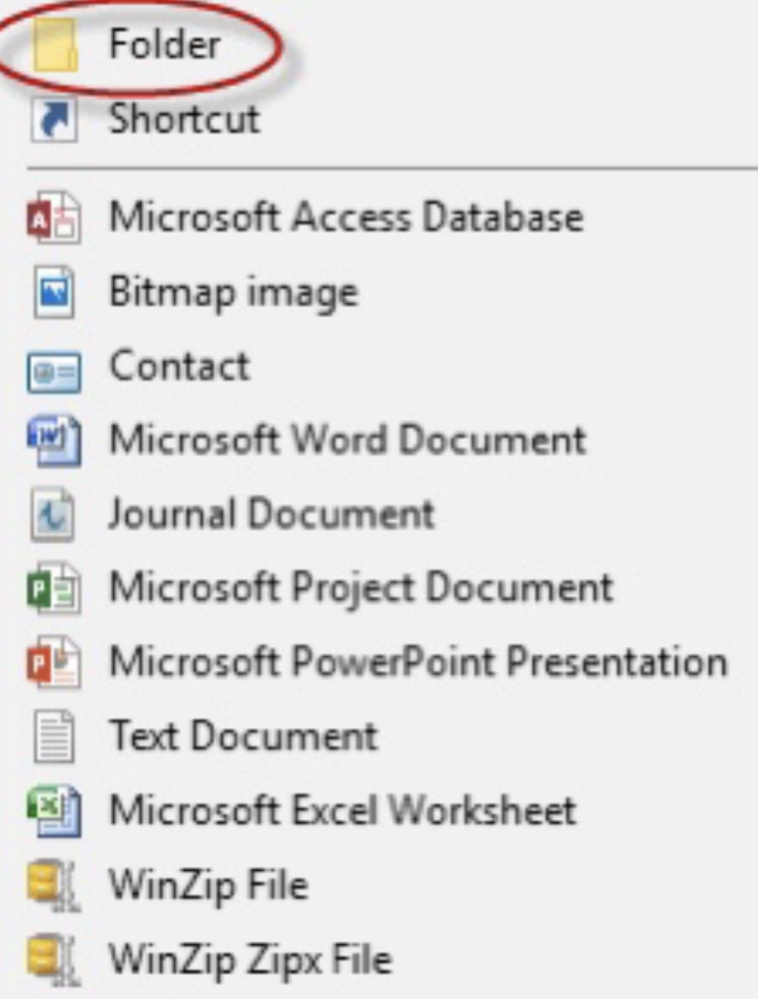 Folder
Shortcut
Microsoft Access Database
Bitmap image
Contact
Microsoft Word Document
Journal Document
Microsoft Project Document
Microsoft PowerPoint Presentation
Text Document
Microsoft Excel Worksheet
WinZip File
WinZip Zipx File